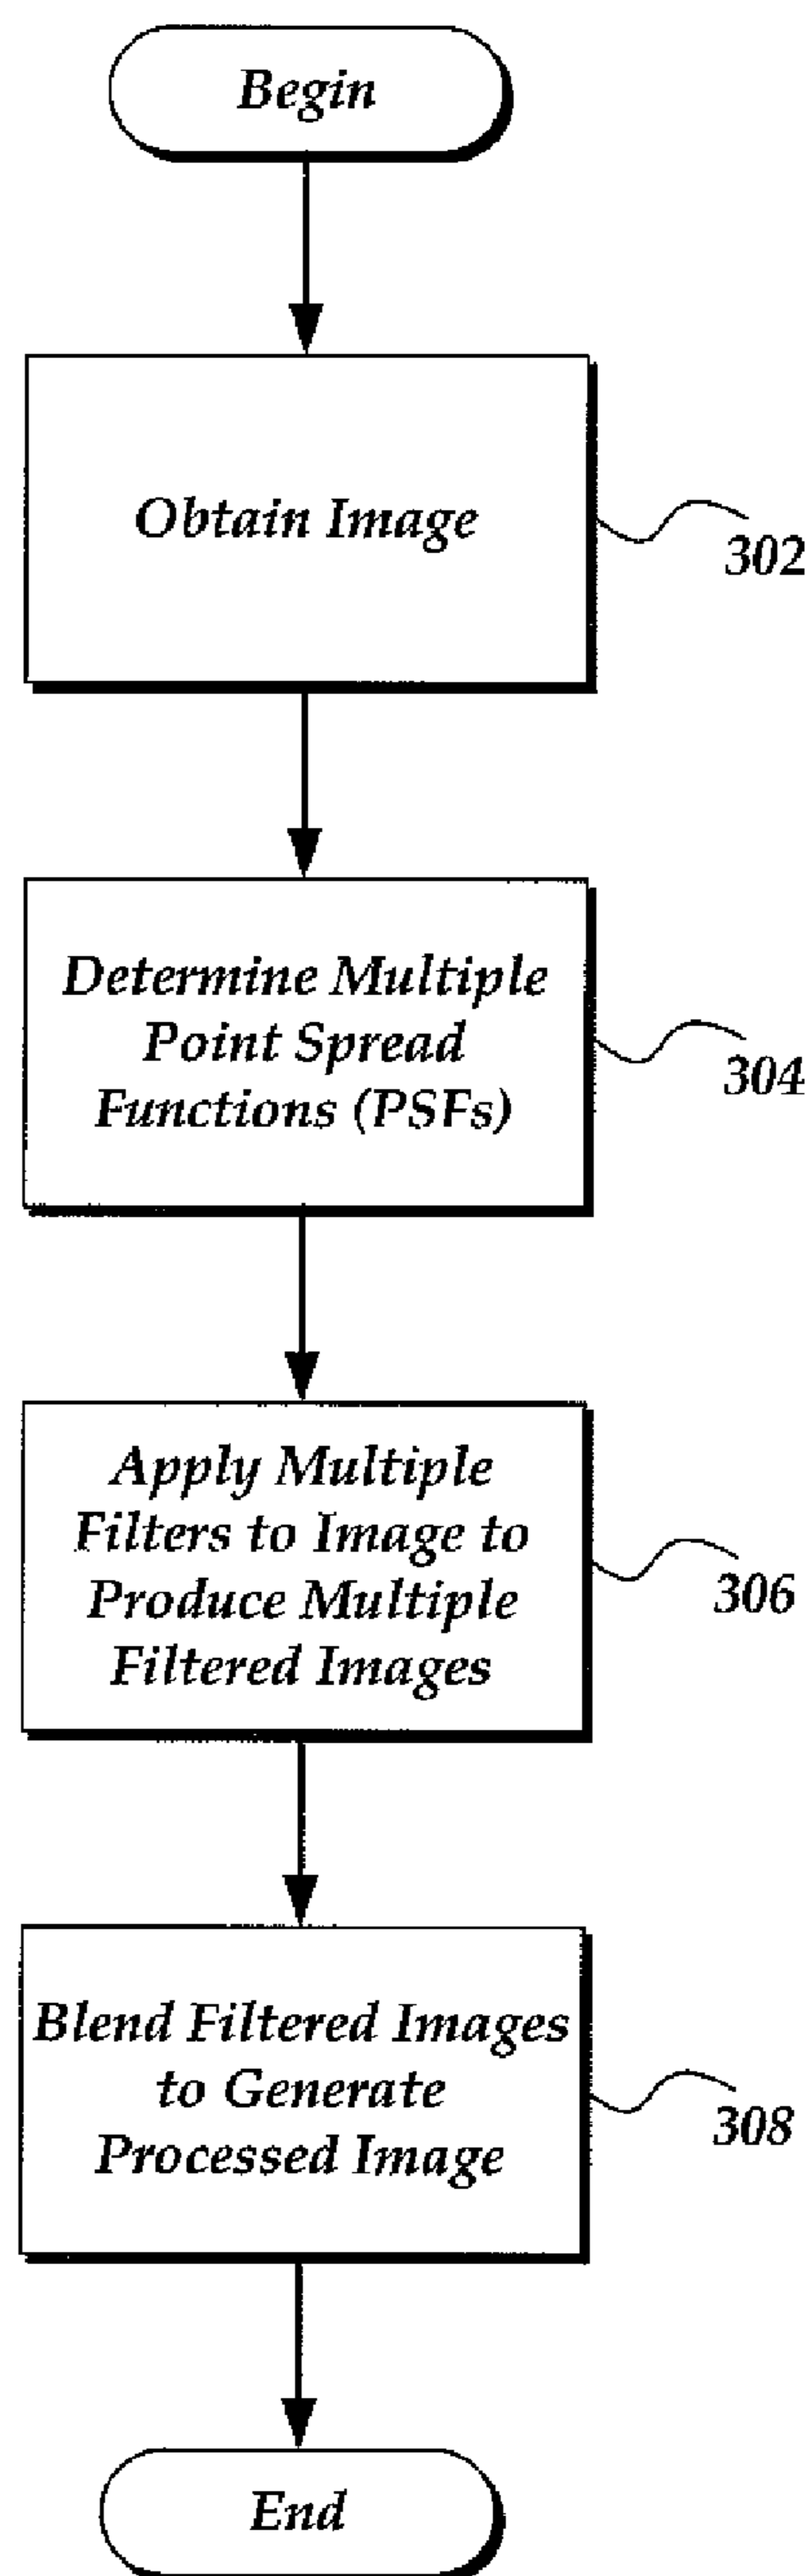 Begin
Obtain Image
302
Determine Multiple
Point Spread
Functions (PSFs)
304
Apply Multiple
Filters to Image to
Produce Multiple
Filtered Images
306
Blend Filtered Images
to Generate
Processed Image
308
End